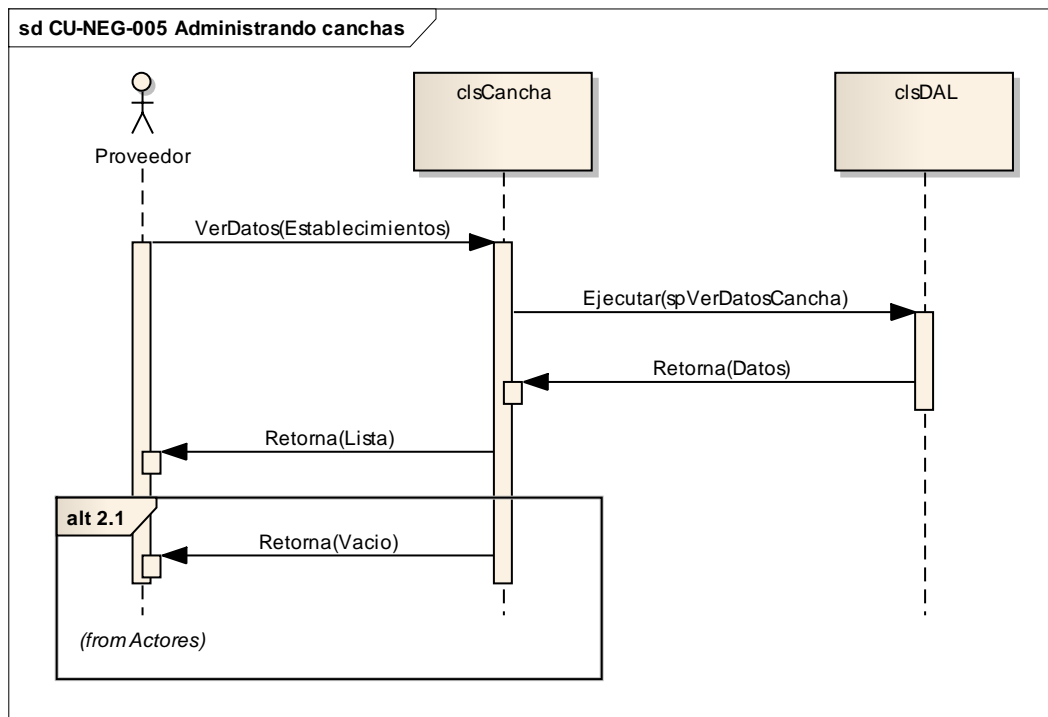 sd CU-NEG-005 Administrando canchas
clsCancha
clsDAL
Proveedor
VerDatos(Establecimientos)
Ejecutar(spVerDatosCancha)
Retorna(Datos)
Retorna(Lista)
alt 2.1
Retorna(Vacio)
(from Actores)